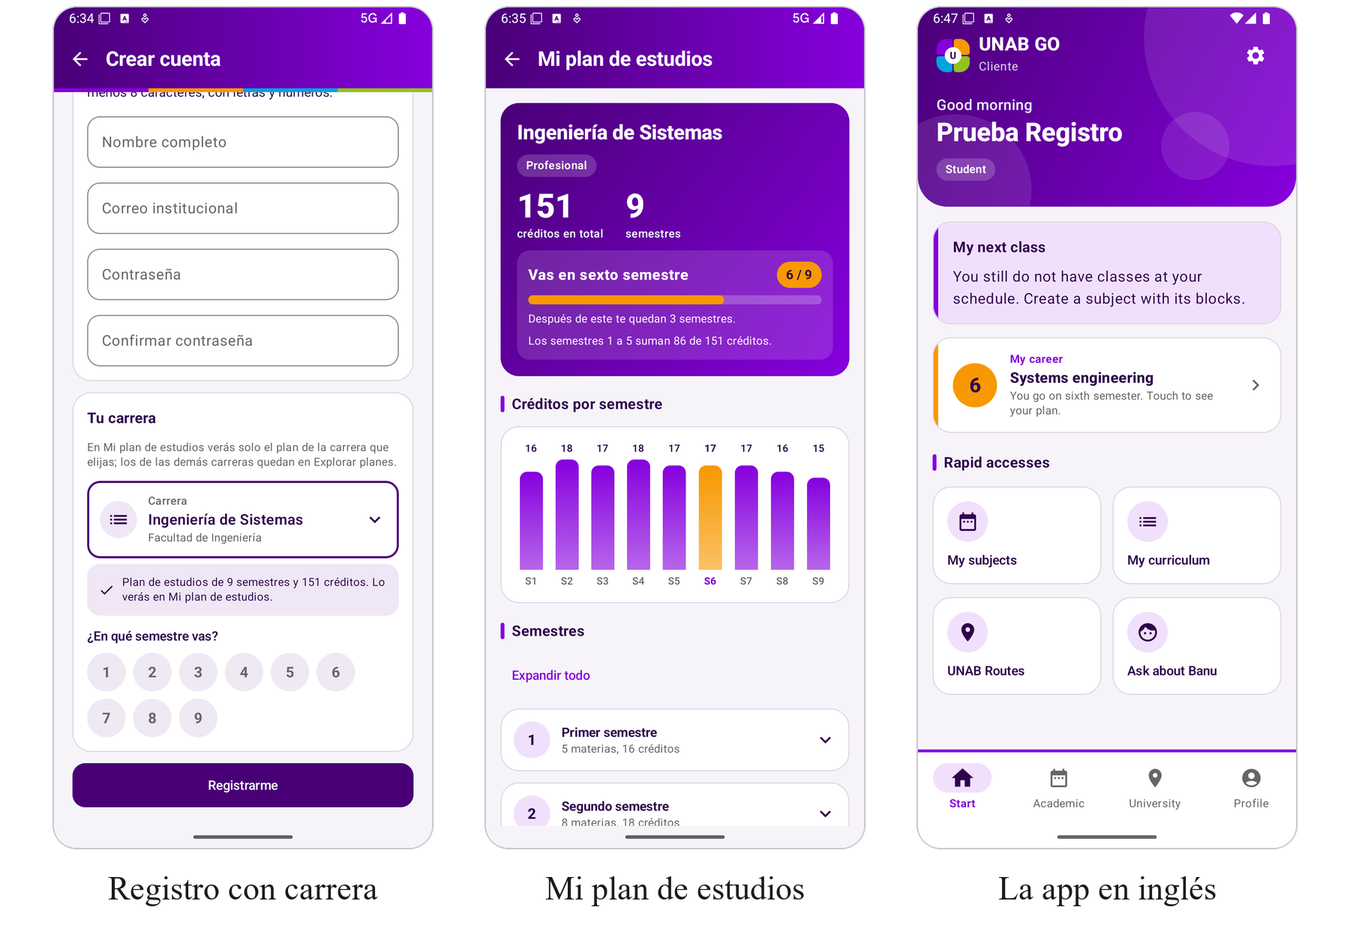 6:34
5G
Crear cuenta
menos 8 caracteres, con letras y números.
Nombre completo
Correo institucional
Contraseña
Confirmar contraseña
Tu carrera
En Mi plan de estudios verás solo el plan de la carrera que
elijas; los de las demás carreras quedan en Explorar planes.
Carrera
Ingeniería de Sistemas
Facultad de Ingeniería
Plan de estudios de 9 semestres y 151 créditos. Lo
verás en Mi plan de estudios.
¿En qué semestre vas?
1 2 3 4 5 6
7 8 9
Registrarme
Registro con carrera
6:35
5G
Mi plan de estudios
Ingeniería de Sistemas
Profesional
151 9
créditos en total semestres
Vas en sexto semestre 6 / 9
Después de este te quedan 3 semestres.
Los semestres 1 a 5 suman 86 de 151 créditos.
Créditos por semestre
16 18 17 18 17 17 17 16 15
S1 S2 S3 S4 S5 S6 S7 S8 S9
Semestres
Expandir todo
1
Primer semestre
5 materias, 16 créditos
2
Segundo semestre
8 materias, 18 créditos
Mi plan de estudios
6:47
U
UNAB GO
Cliente
Good morning
Prueba Registro
Student
My next class
You still do not have classes at your
schedule. Create a subject with its blocks.
My career
6
Systems engineering
You go on sixth semester. Touch to see
your plan.
Rapid accesses
My subjects My curriculum
UNAB Routes Ask about Banu
Start Academic University Profile
La app en inglés